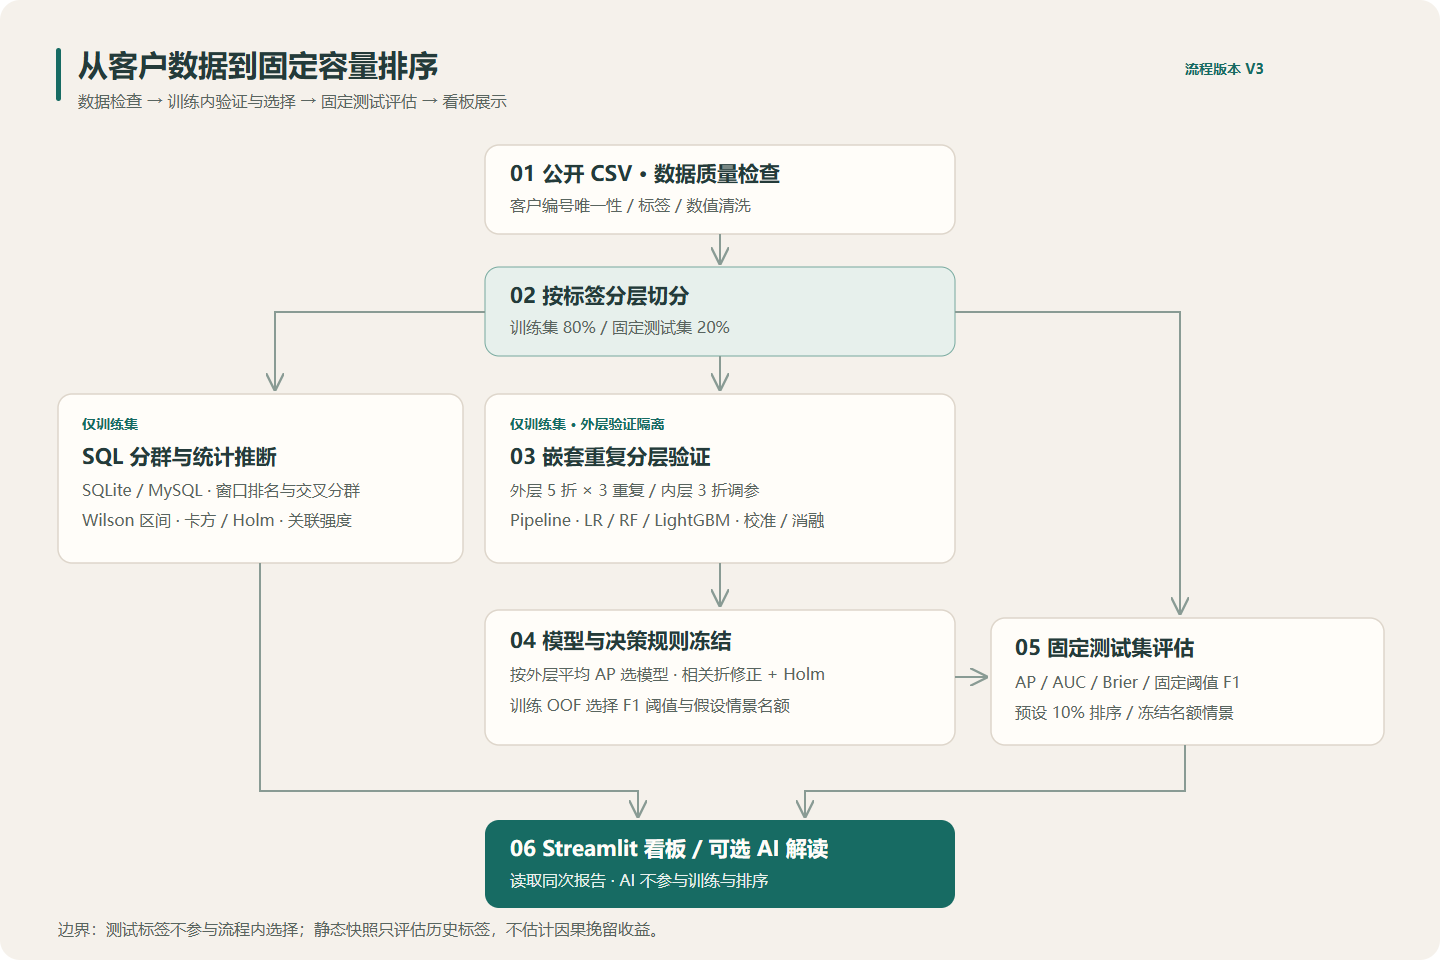 从客户数据到固定容量排序
流程版本 V3
数据检查 → 训练内验证与选择 → 固定测试评估 → 看板展示
01 公开 CSV · 数据质量检查
客户编号唯一性 / 标签 / 数值清洗
02 按标签分层切分
训练集 80% / 固定测试集 20%
仅训练集
SQL 分群与统计推断
SQLite / MySQL · 窗口排名与交叉分群
Wilson 区间 · 卡方 / Holm · 关联强度
仅训练集 · 外层验证隔离
03 嵌套重复分层验证
外层 5 折 × 3 重复 / 内层 3 折调参
Pipeline · LR / RF / LightGBM · 校准 / 消融
04 模型与决策规则冻结
按外层平均 AP 选模型 · 相关折修正 + Holm
训练 OOF 选择 F1 阈值与假设情景名额
05 固定测试集评估
AP / AUC / Brier / 固定阈值 F1
预设 10% 排序 / 冻结名额情景
06 Streamlit 看板 / 可选 AI 解读
读取同次报告 · AI 不参与训练与排序
边界：测试标签不参与流程内选择；静态快照只评估历史标签，不估计因果挽留收益。